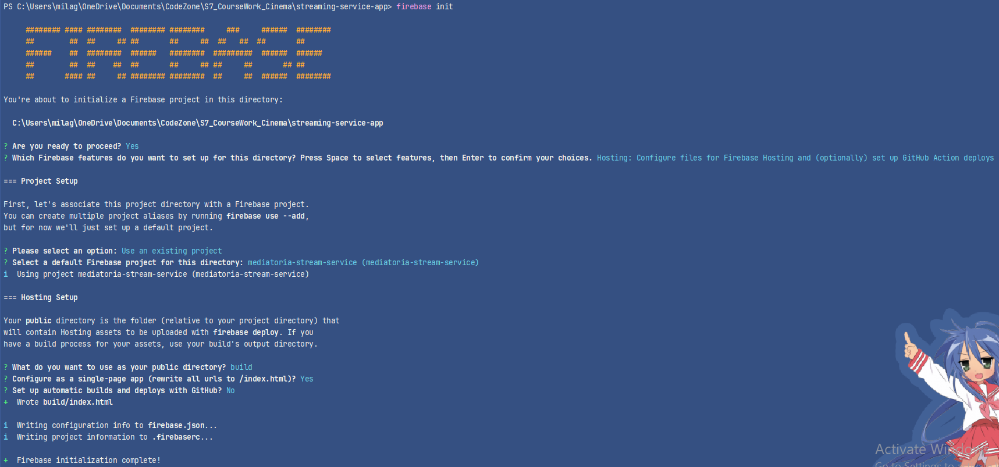 PS C:\Users\milag\OneDrive\Documents\CodeZone\S7_CourseWork_Cinema\streaming-service-app> firebase init
######## #### ########  ######## ########     ###     ######  ########
##        ##  ##     ## ##       ##     ##  ##   ##  ##       ##
######    ##  ########  ######   ########  #########  ######  ######
##        ##  ##    ##  ##       ##     ## ##     ##       ## ##
##       #### ##     ## ######## ########  ##     ##  ######  ########
You're about to initialize a Firebase project in this directory:
C:\Users\milag\OneDrive\Documents\CodeZone\S7_CourseWork_Cinema\streaming-service-app
? Are you ready to proceed? Yes
? Which Firebase features do you want to set up for this directory? Press Space to select features, then Enter to confirm your choices. Hosting: Configure files for Firebase Hosting and (optionally) set up GitHub Action deploys
=== Project Setup
First, let's associate this project directory with a Firebase project.
You can create multiple project aliases by running firebase use --add,
but for now we'll just set up a default project.
? Please select an option: Use an existing project
? Select a default Firebase project for this directory: mediatoria-stream-service (mediatoria-stream-service)
i  Using project mediatoria-stream-service (mediatoria-stream-service)
=== Hosting Setup
Your public directory is the folder (relative to your project directory) that
will contain Hosting assets to be uploaded with firebase deploy. If you
have a build process for your assets, use your build's output directory.
? What do you want to use as your public directory? build
? Configure as a single-page app (rewrite all urls to /index.html)? Yes
? Set up automatic builds and deploys with GitHub? No
+  Wrote build/index.html
i  Writing configuration info to firebase.json...
i  Writing project information to .firebaserc...
+  Firebase initialization complete!
Activate Windows
Go to Settings to